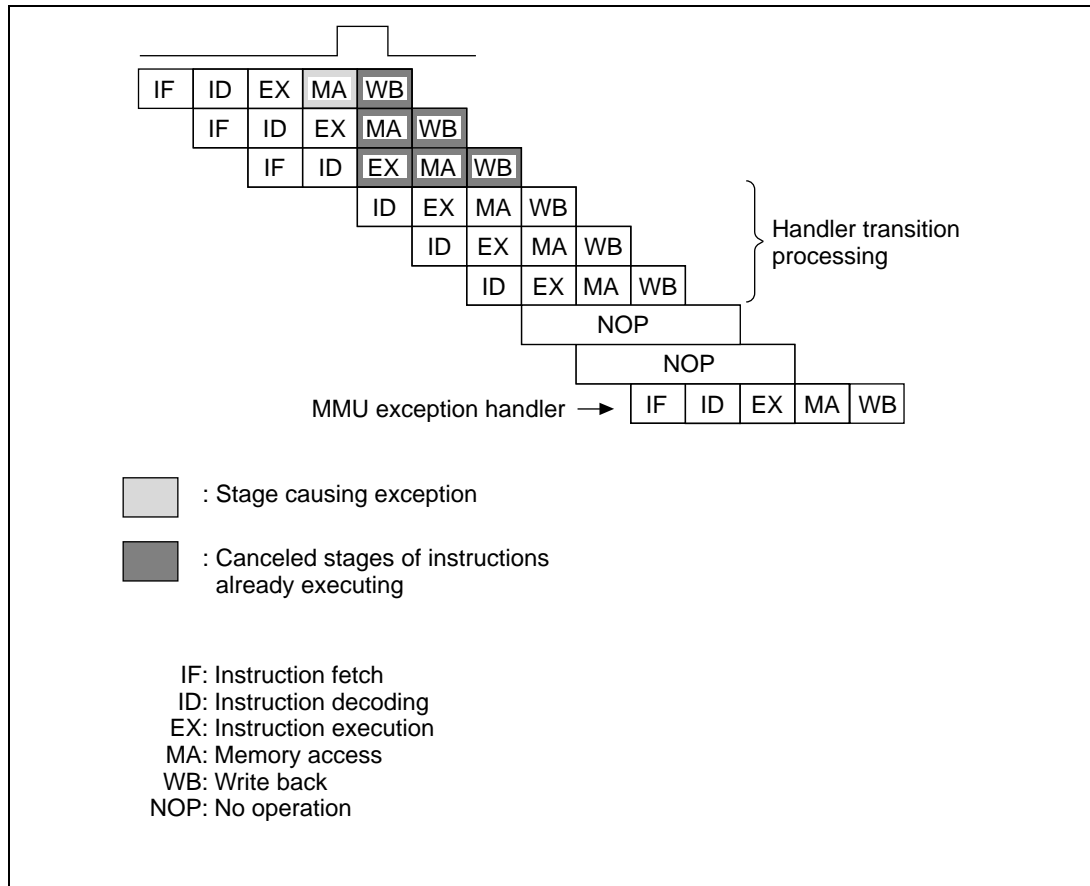 IF ID EX MA WB
IF ID EX MA WB
IF ID EX MA WB
ID EX MA WB
ID EX MA WB
ID EX MA WB
Handler transition
processing
NOP
NOP
MMU exception handler IF ID EX MA WB
: Stage causing exception
: Canceled stages of instructions
already executing
IF: Instruction fetch
ID: Instruction decoding
EX: Instruction execution
MA: Memory access
WB: Write back
NOP: No operation